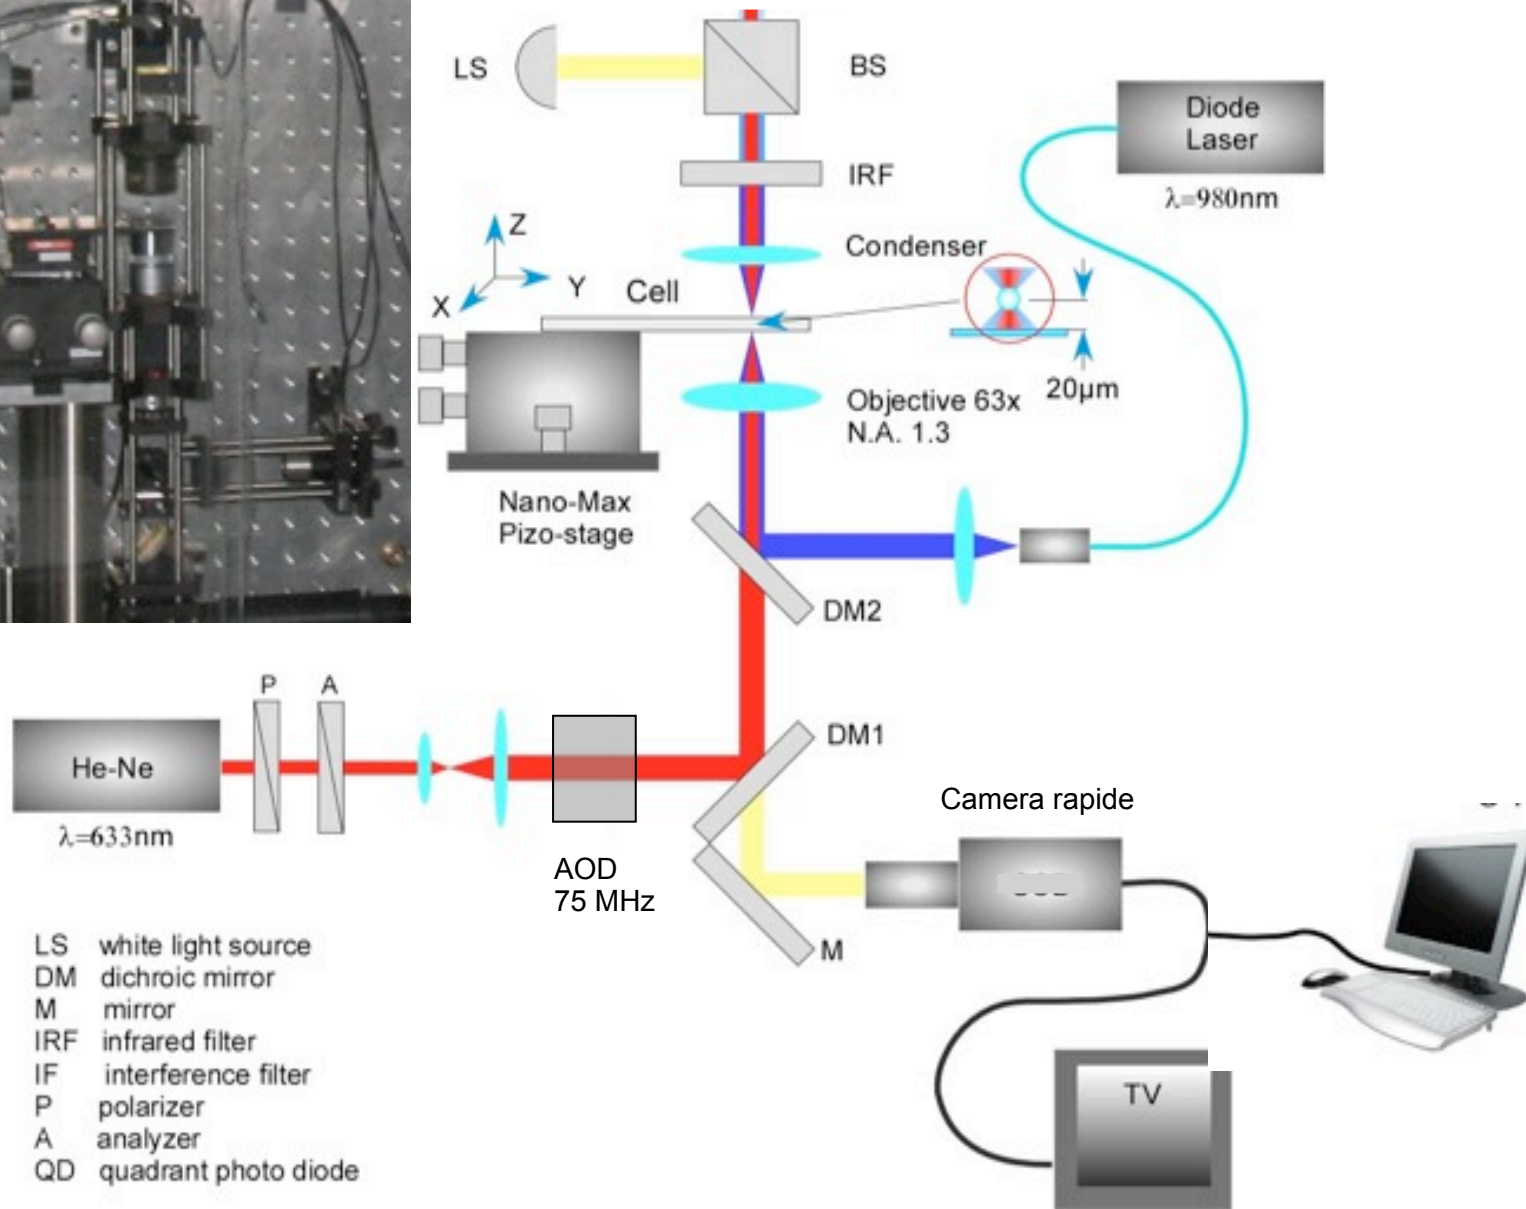 LS
BS
Diode
Laser
λ=980nm
IRF
Condenser
Z
Y
X
Cell
20µm
Objective 63x
N.A. 1.3
Nano-Max
Pizo-stage
DM2
P
A
DM1
He-Ne
λ=633nm
Camera rapide
AOD
75 MHz
M
LS white light source
DM dichroic mirror
M mirror
IRF infrared filter
IF interference filter
P polarizer
A analyzer
QD quadrant photo diode
TV